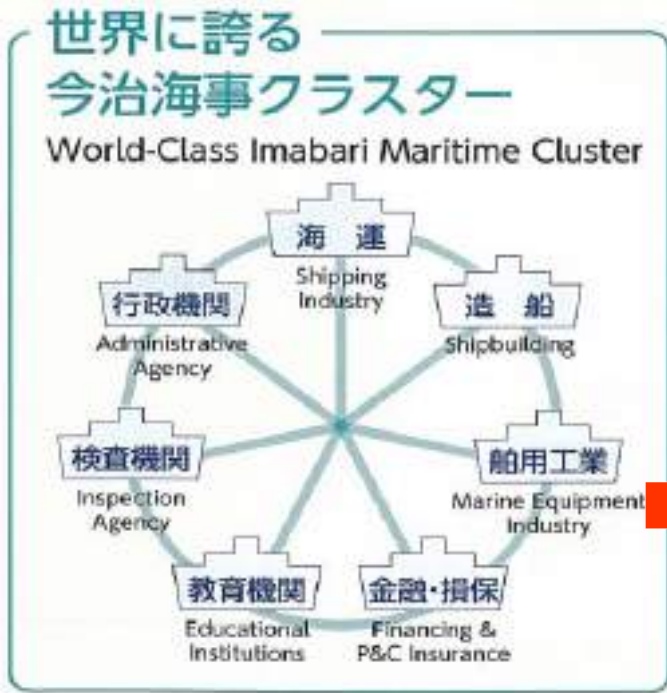 世界に誇る
今治海事クラスター
World-Class Imabari Maritime Cluster
海 運
Shipping
Industry
造 船
Shipbuilding
舶用工業
Marine Equipment
Industry
金融・損保
Financing &
P&C Insurance
教育機関
Educational
Institutions
検査機関
Inspection
Agency
行政機関
Administrative
Agency